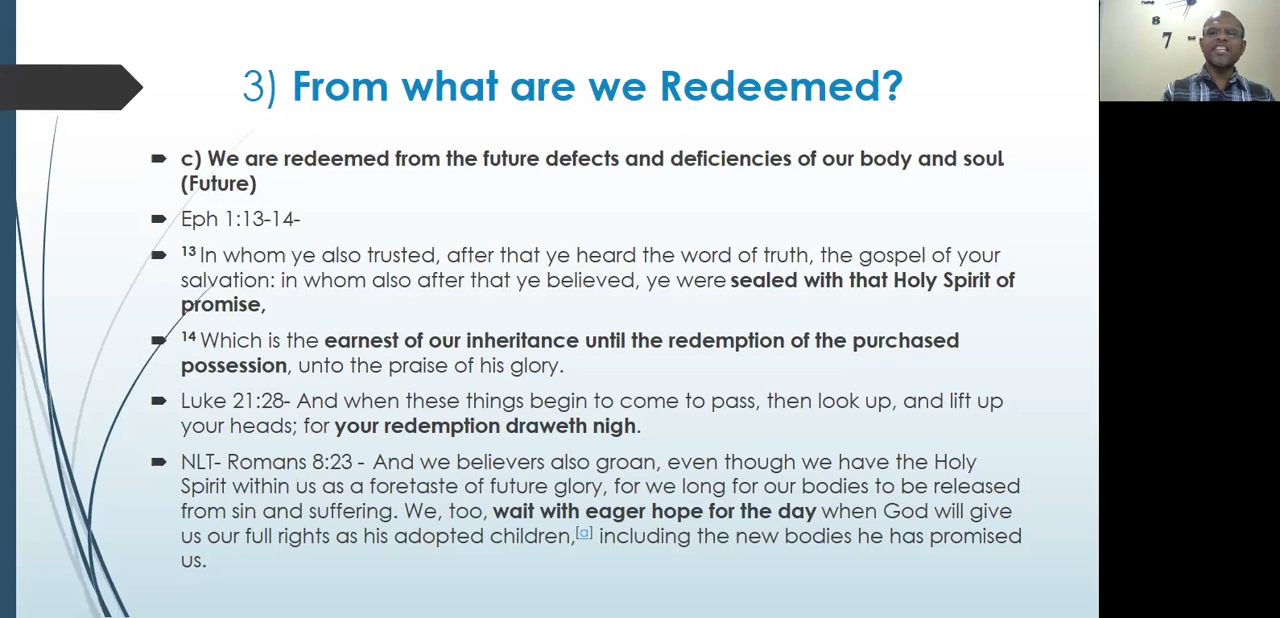 3) From what are we Redeemed?
c) We are redeemed from the future defects and deficiencies of our body and soul.
(Future)
Eph 1:13-14-
13 In whom ye also trusted, after that ye heard the word of truth, the gospel of your
salvation: in whom also after that ye believed, ye were sealed with that Holy Spirit of
promise,
14 Which is the earnest of our inheritance until the redemption of the purchased
possession, unto the praise of his glory.
Luke 21:28- And when these things begin to come to pass, then look up, and lift up
your heads; for your redemption draweth nigh.
NLT- Romans 8:23 - And we believers also groan, even though we have the Holy
Spirit within us as a foretaste of future glory, for we long for our bodies to be released
from sin and suffering. We, too, wait with eager hope for the day when God will give
us our full rights as his adopted children,[a] including the new bodies he has promised
us.
8
7